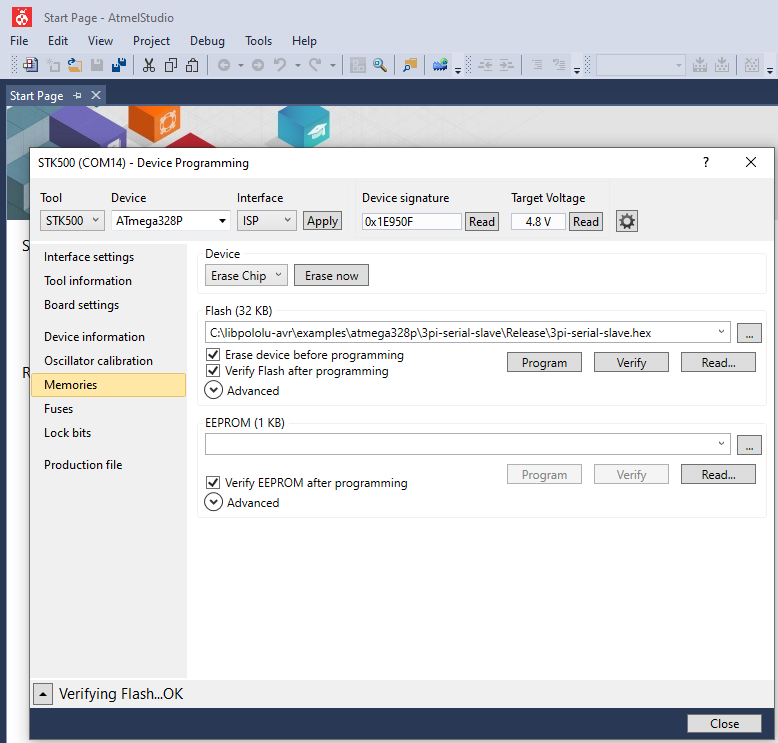 Start Page - AtmelStudio
File Edit View Project Debug Tools Help
Start Page
STK500 (COM14) - Device Programming
?
Tool Device Interface Device signature Target Voltage
STK500 ATmega328P ISP Apply 0x1E950F Read 4.8 V Read
Interface settings
Tool information
Board settings
Device information
Oscillator calibration
Memories
Fuses
Lock bits
Production file
Device
Erase Chip Erase now
Flash (32 KB)
C:\libpololu-avr\examples\atmega328p\3pi-serial-slave\Release\3pi-serial-slave.hex ...
Erase device before programming
Verify Flash after programming
Program Verify Read...
Advanced
EEPROM (1 KB)
...
Program Verify Read...
Verify EEPROM after programming
Advanced
Verifying Flash...OK
Close